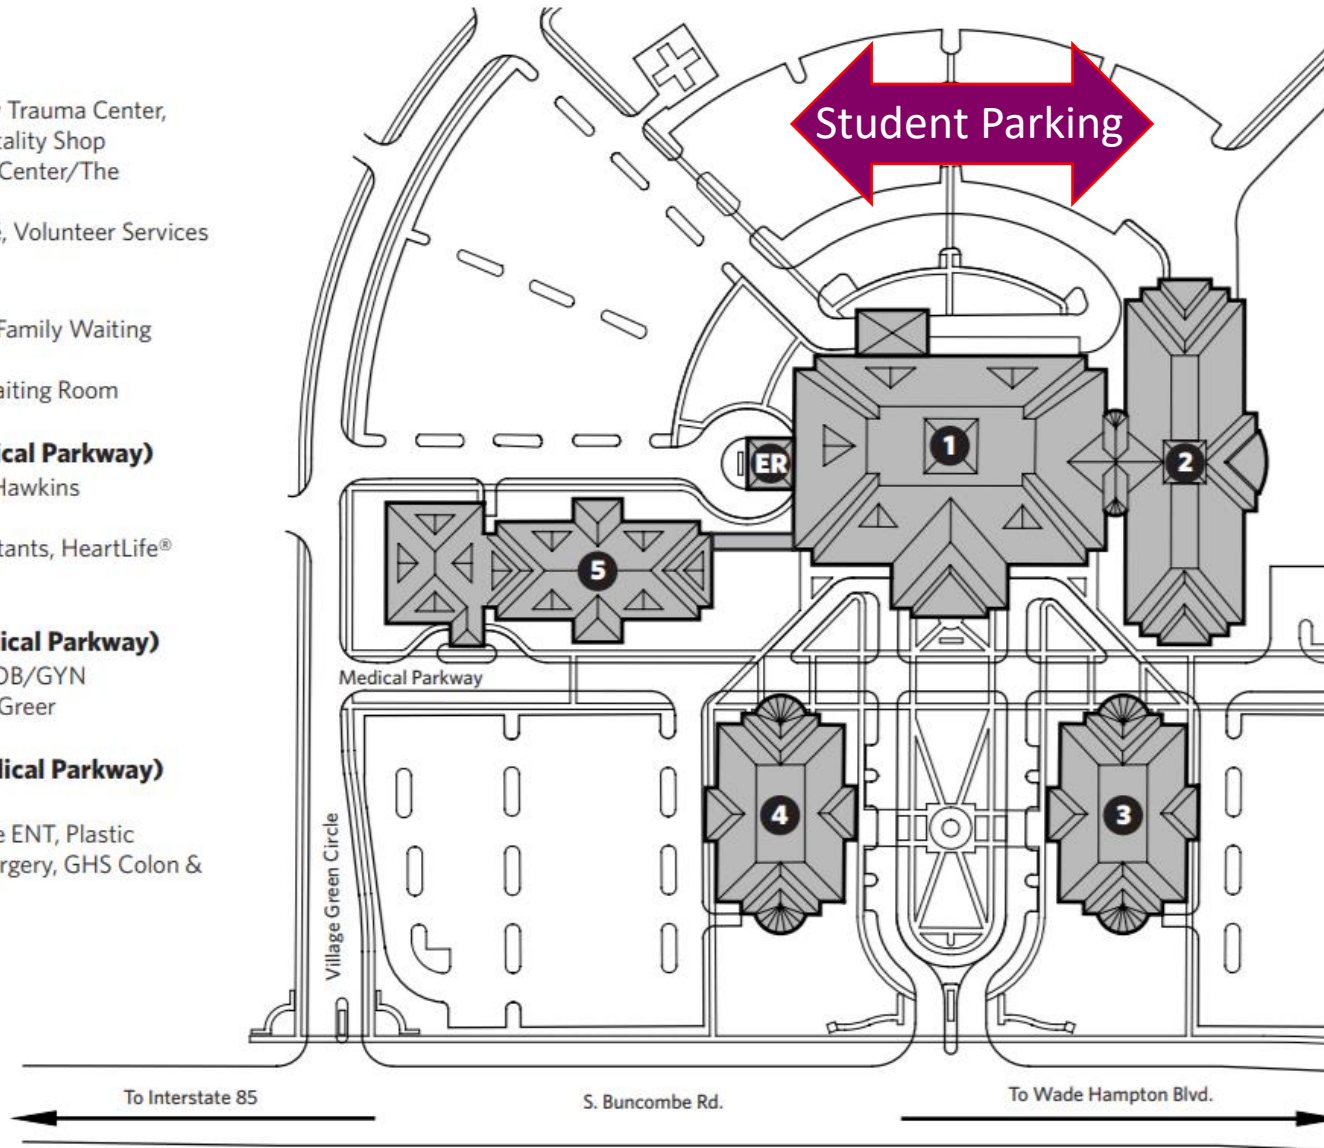 Trauma Center,
tality Shop
Center/The
, Volunteer Services
Family Waiting
aiting Room
ical Parkway)
Hawkins
tants, HeartLife®
ical Parkway)
OB/GYN
Greer
lical Parkway)
e ENT, Plastic
rgery, GHS Colon &
Student Parking
ER
1
2
5
Medical Parkway
4
3
Village Green Circle
To Interstate 85
S. Buncombe Rd.
To Wade Hampton Blvd.